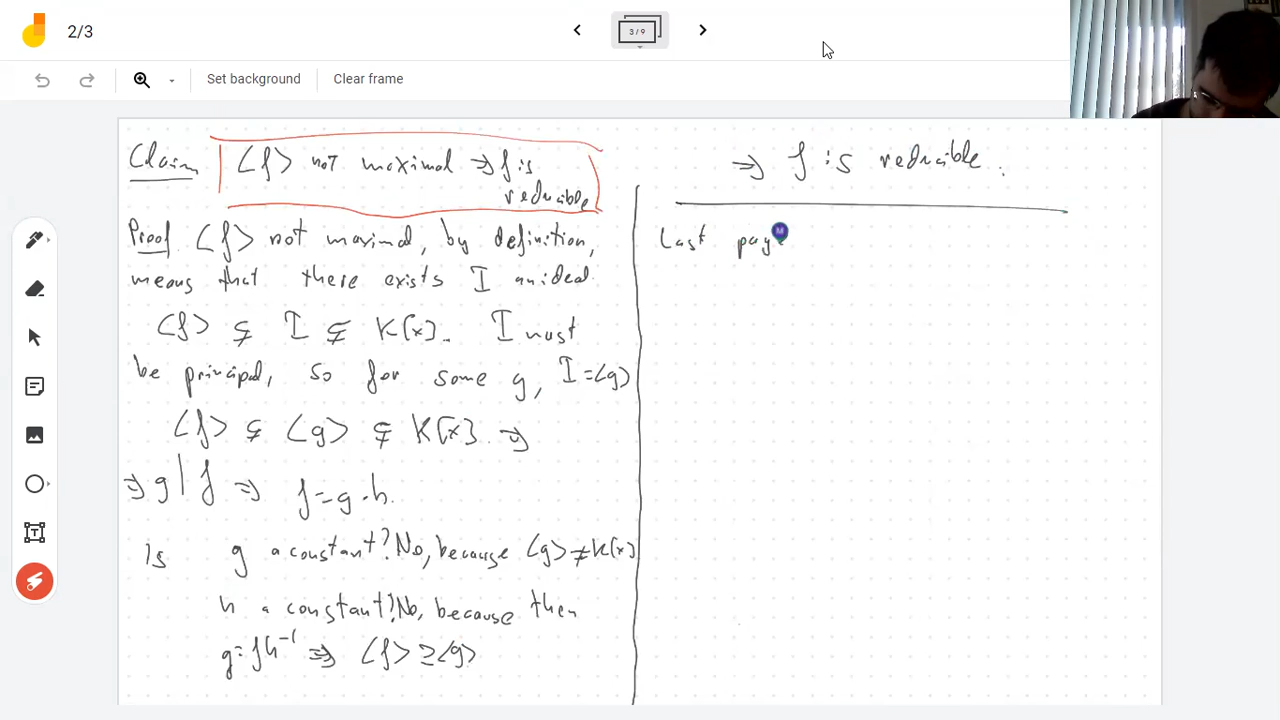 2/3
3 / 9
Set background
Clear frame
Claim ⟨f⟩ not maximal ⇒ f is
reducible
Proof ⟨f⟩ not maximal, by definition,
means that there exists I an ideal
⟨f⟩ ⊊ I ⊊ K[x]. I must
be principal, so for some g, I=⟨g⟩
⟨f⟩ ⊊ ⟨g⟩ ⊊ K[x] ⇒
⇒ g | f ⇒ f = g · h.
Is g a constant? No, because ⟨g⟩ ≠ K[x]
h a constant? No, because then
g = f h⁻¹ ⇒ ⟨f⟩ ⊇ ⟨g⟩
⇒ f is reducible.
Last page
M